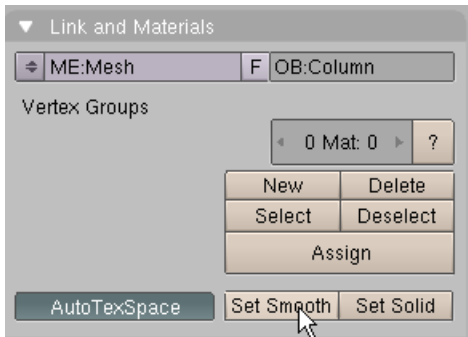 Link and Materials
ME:Mesh F OB:Column
Vertex Groups
0 Mat: 0 ?
New Delete
Select Deselect
Assign
AutoTexSpace Set Smooth Set Solid